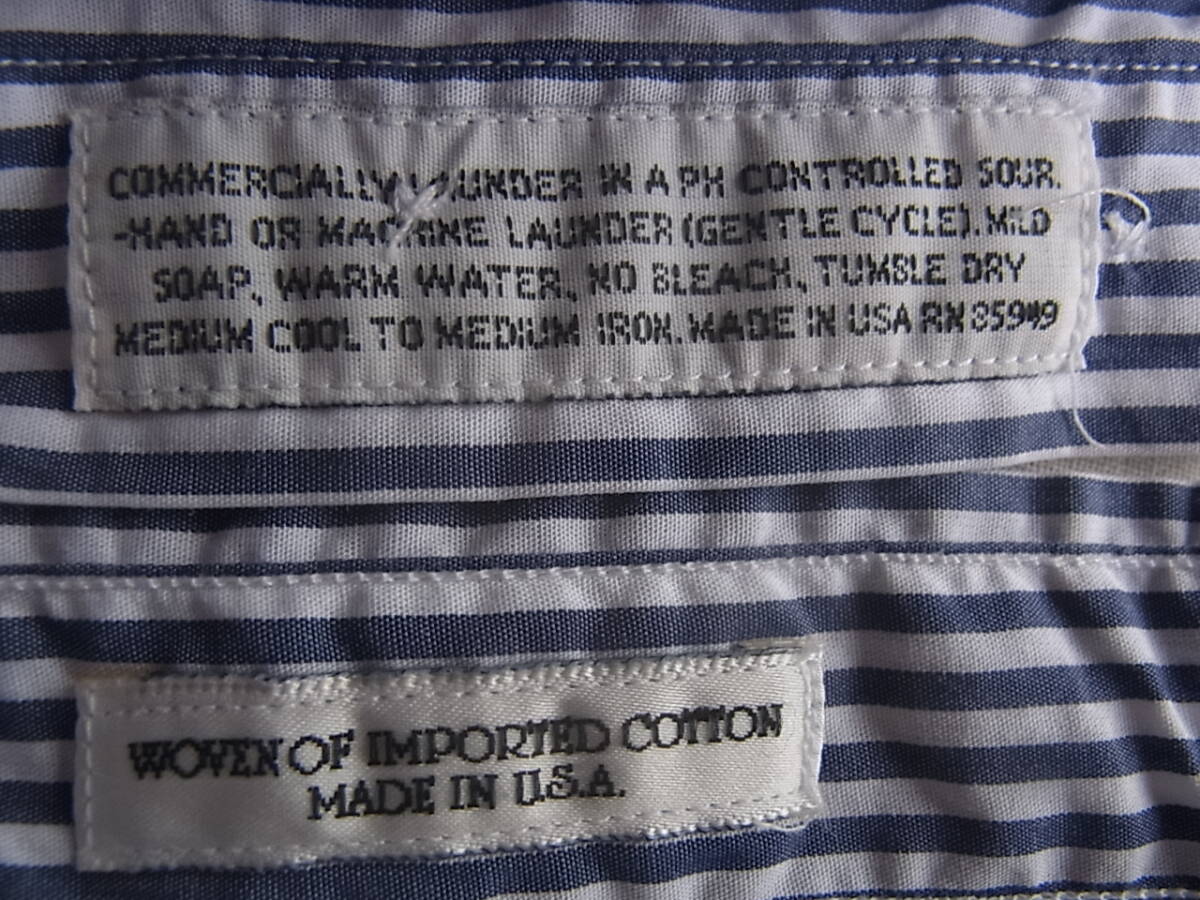 COMMERCIALLY LAUNDER IN A PH CONTROLLED SOUR.
-HAND OR MACHINE LAUNDER (GENTLE CYCLE). MILD
SOAP, WARM WATER, NO BLEACH, TUMBLE DRY
MEDIUM COOL TO MEDIUM IRON. MADE IN USA RN 85949
WOVEN OF IMPORTED COTTON
MADE IN U.S.A.